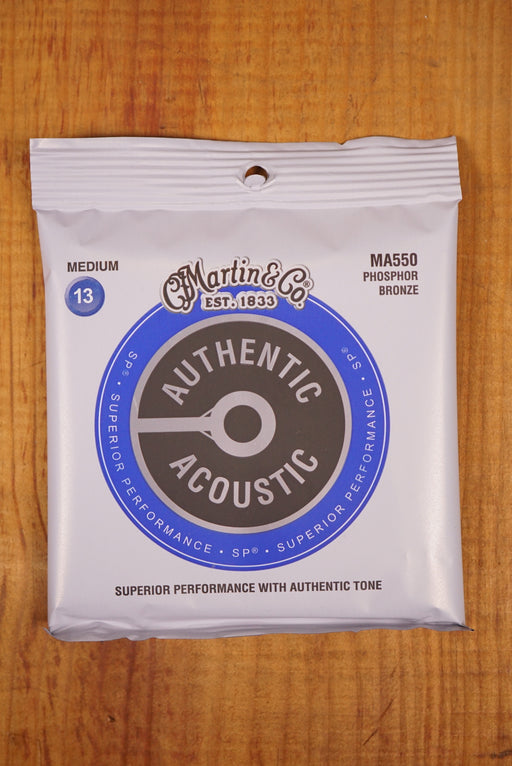 MEDIUM
13
MA550
PHOSPHOR
BRONZE
CFMartin & Co.®
EST. 1833
AUTHENTIC
ACOUSTIC
SP® • SUPERIOR PERFORMANCE • SP® • SUPERIOR PERFORMANCE • SP®
SUPERIOR PERFORMANCE WITH AUTHENTIC TONE